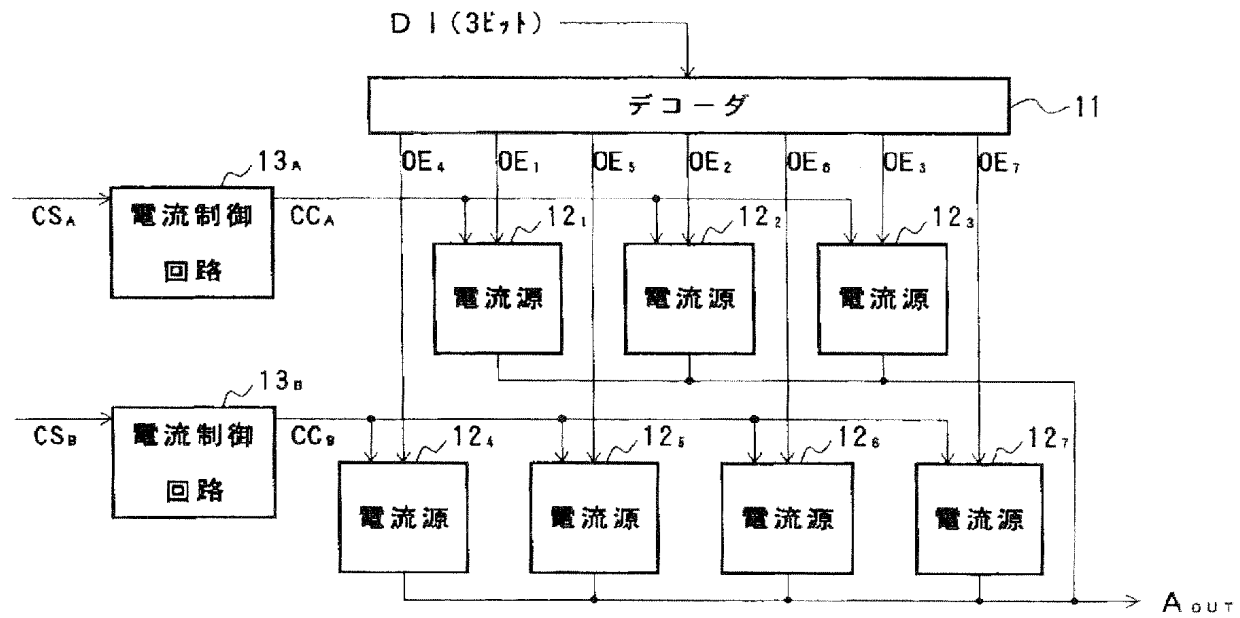 DI(3ビット)
デコーダ
11
OE₄ OE₁ OE₅ OE₂ OE₆ OE₃ OE₇
13A
CSA
電流制御
回路
CCA
12₁ 12₂ 12₃
電流源 電流源 電流源
13B
CSB
電流制御
回路
CCB
12₄ 12₅ 12₆ 12₇
電流源 電流源 電流源 電流源
AOUT